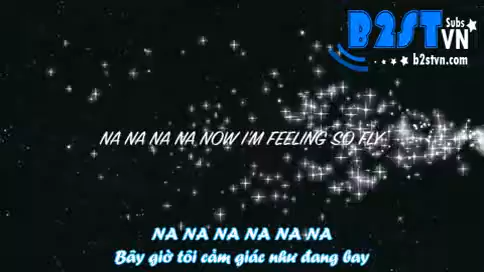 B2ST
Subs
VN
b2stvn.com
NA NA NA NA NOW I'M FEELING SO FLY
NA NA NA NA NA NA
Bây giờ tôi cảm giác như đang bay